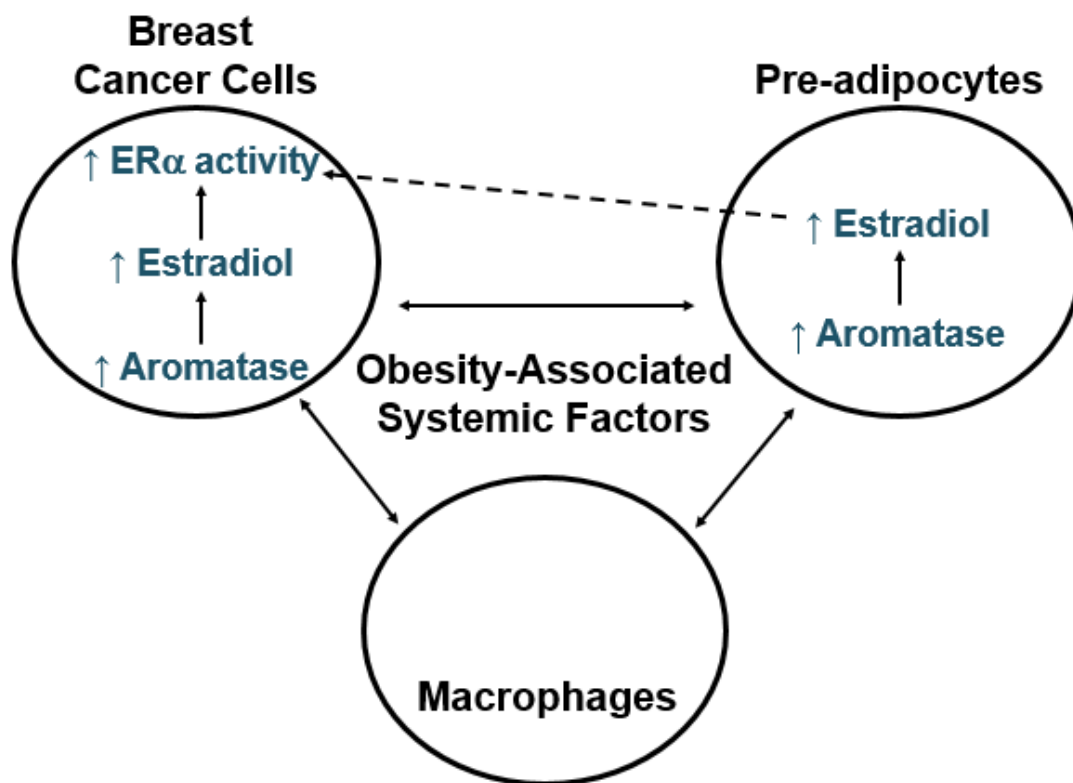 Breast
Cancer Cells
Pre-adipocytes
↑ ERα activity
↑ Estradiol
↑ Estradiol
↑ Aromatase
↑ Aromatase
Obesity-Associated
Systemic Factors
Macrophages